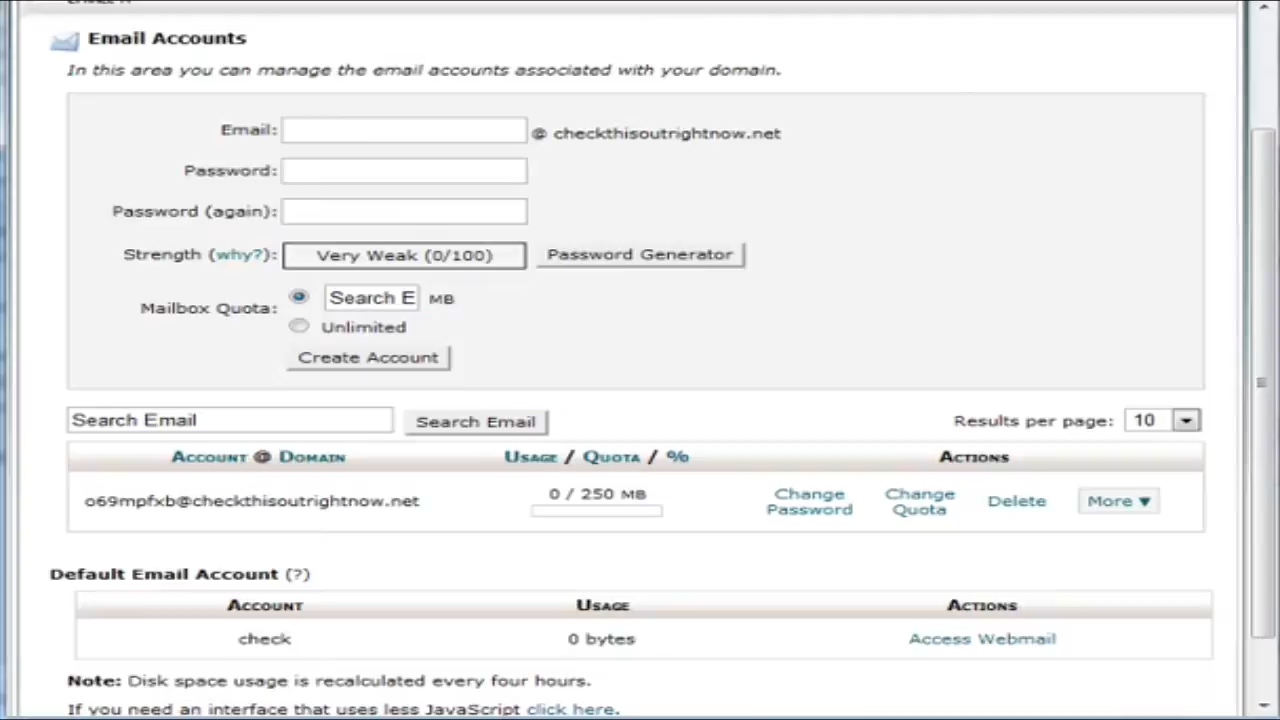 Email Accounts
In this area you can manage the email accounts associated with your domain.
Email: @ checkthisoutrightnow.net
Password:
Password (again):
Strength (why?): Very Weak (0/100) Password Generator
Mailbox Quota: Search E MB
Unlimited
Create Account
Search Email Search Email Results per page: 10
Account @ Domain Usage / Quota / % Actions
o69mpfxb@checkthisoutrightnow.net 0 / 250 MB Change Password Change Quota Delete More ▼
Default Email Account (?)
Account Usage Actions
check 0 bytes Access Webmail
Note: Disk space usage is recalculated every four hours.
If you need an interface that uses less JavaScript click here.